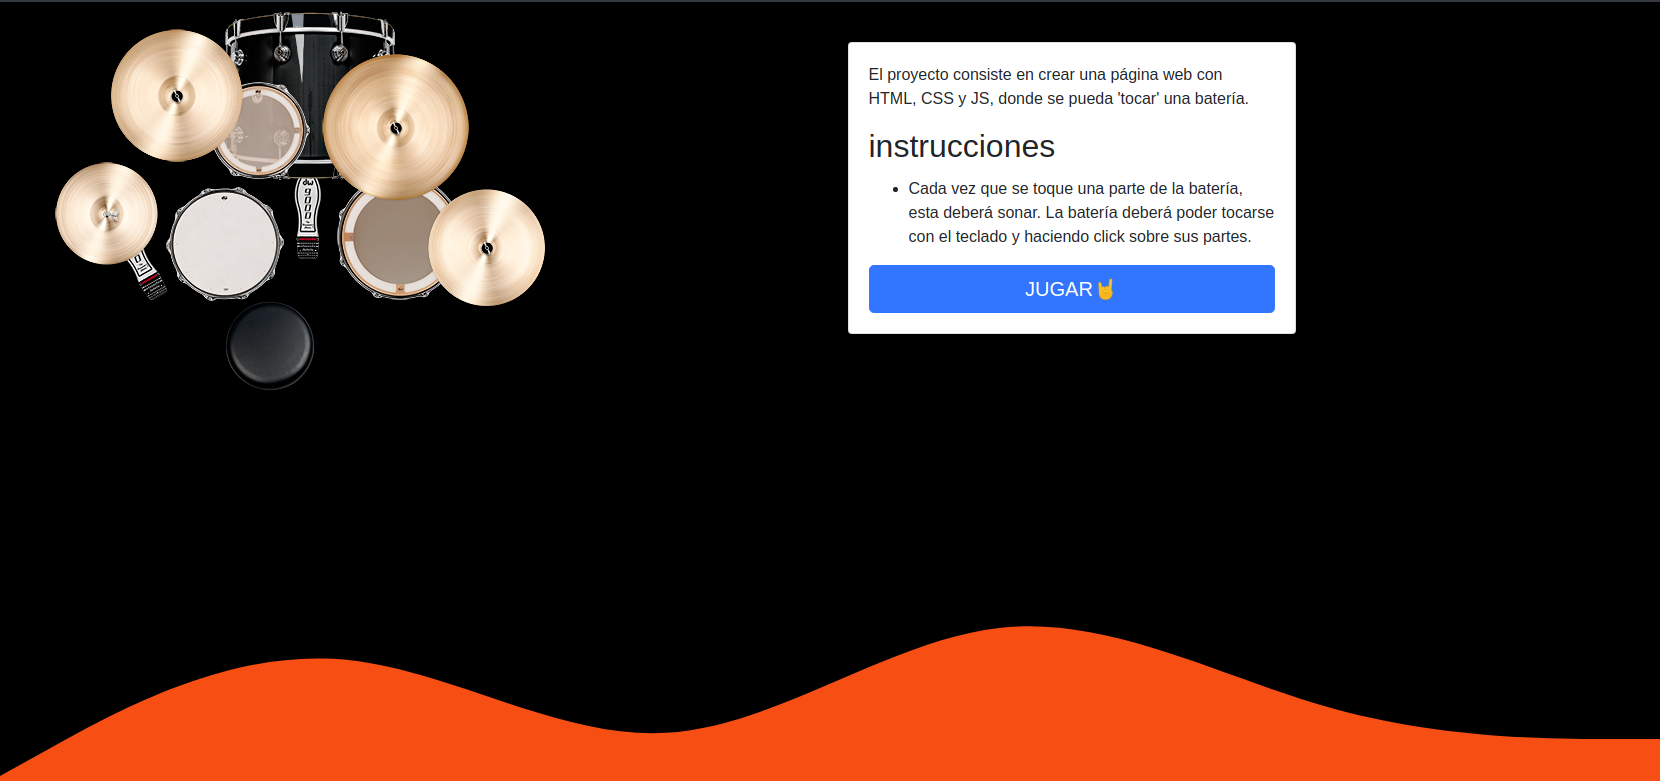 El proyecto consiste en crear una página web con
HTML, CSS y JS, donde se pueda 'tocar' una batería.
instrucciones
Cada vez que se toque una parte de la batería,
esta deberá sonar. La batería deberá poder tocarse
con el teclado y haciendo click sobre sus partes.
JUGAR🤘
9000